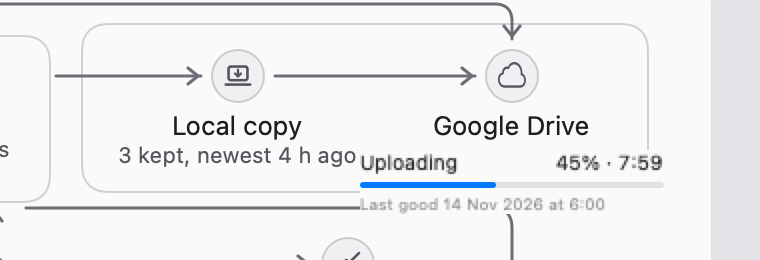 Local copy
Google Drive
s
3 kept, newest 4 h ago
Uploading
45% · 7:59
Last good 14 Nov 2026 at 6:00